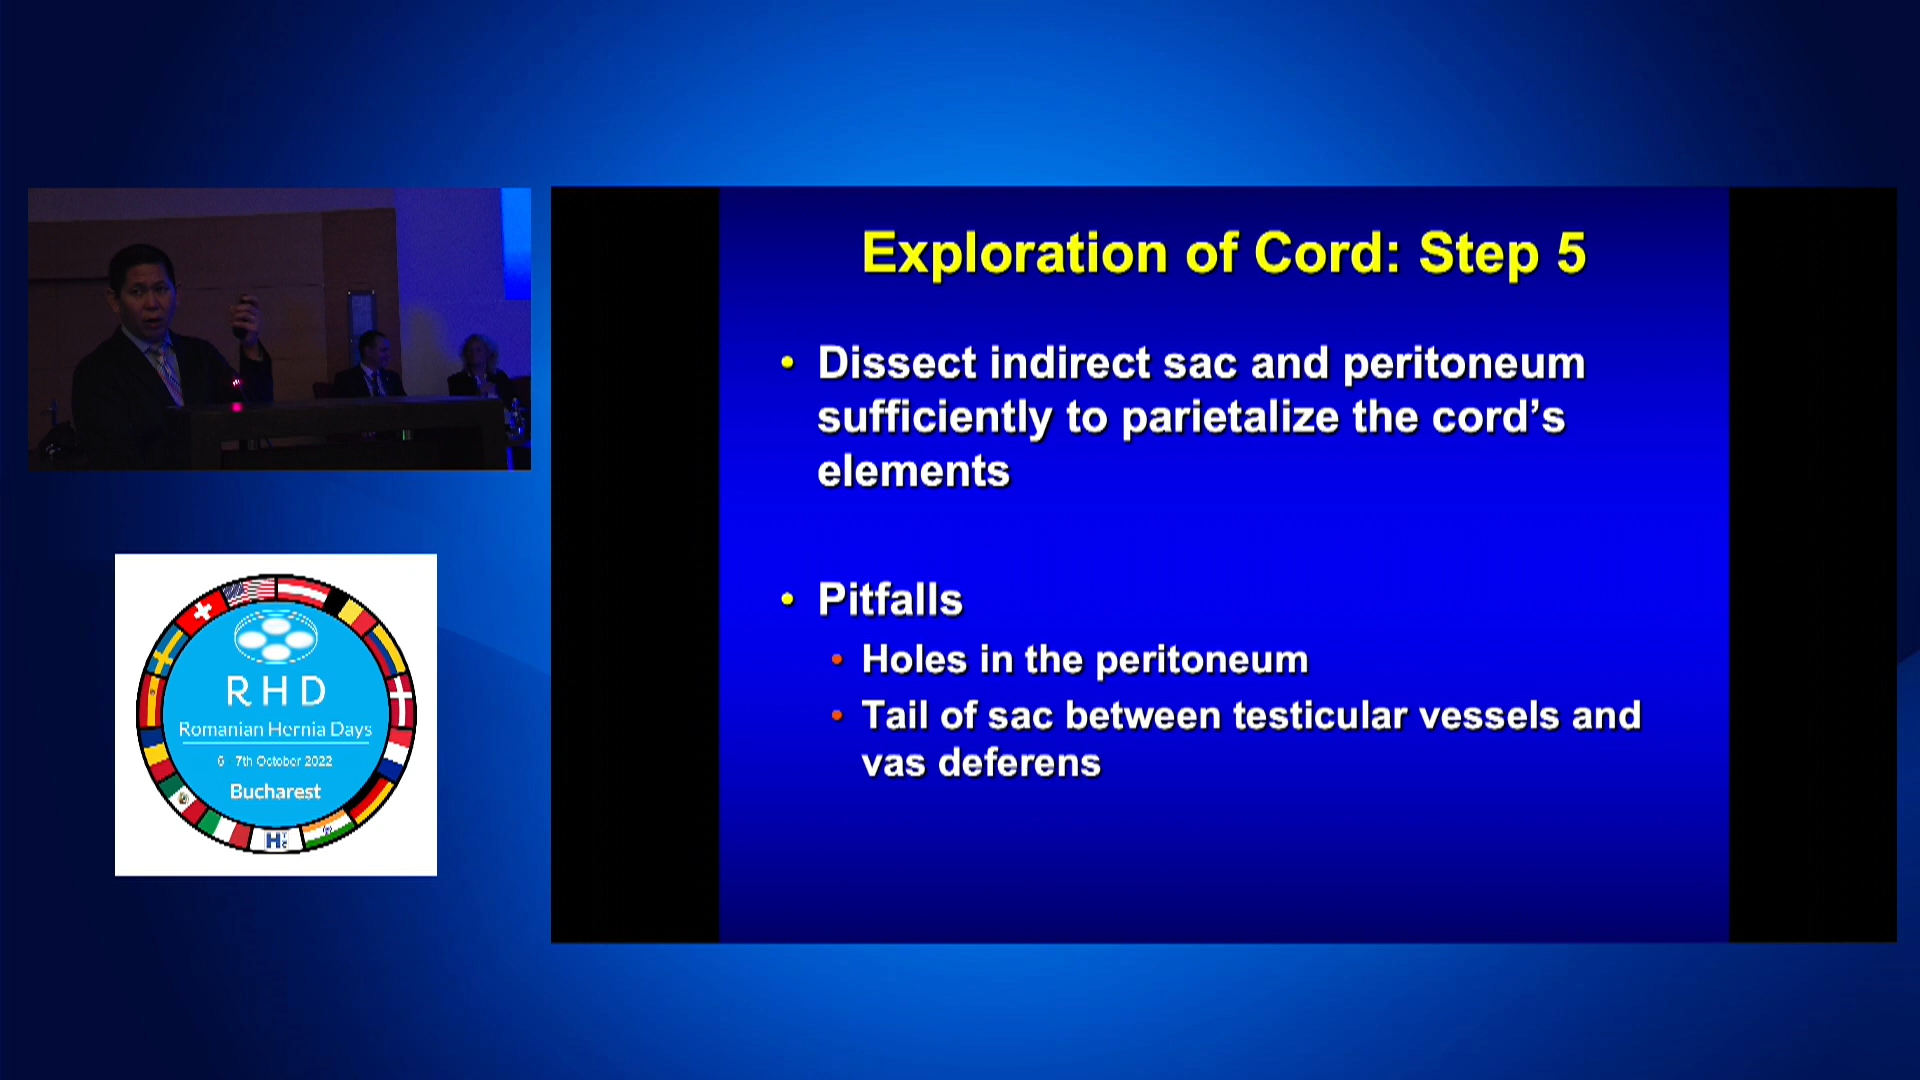 Exploration of Cord: Step 5
• Dissect indirect sac and peritoneum
sufficiently to parietalize the cord's
elements
• Pitfalls
• Holes in the peritoneum
• Tail of sac between testicular vessels and
vas deferens
RHD
Romanian Hernia Days
6 7th October 2022
Bucharest